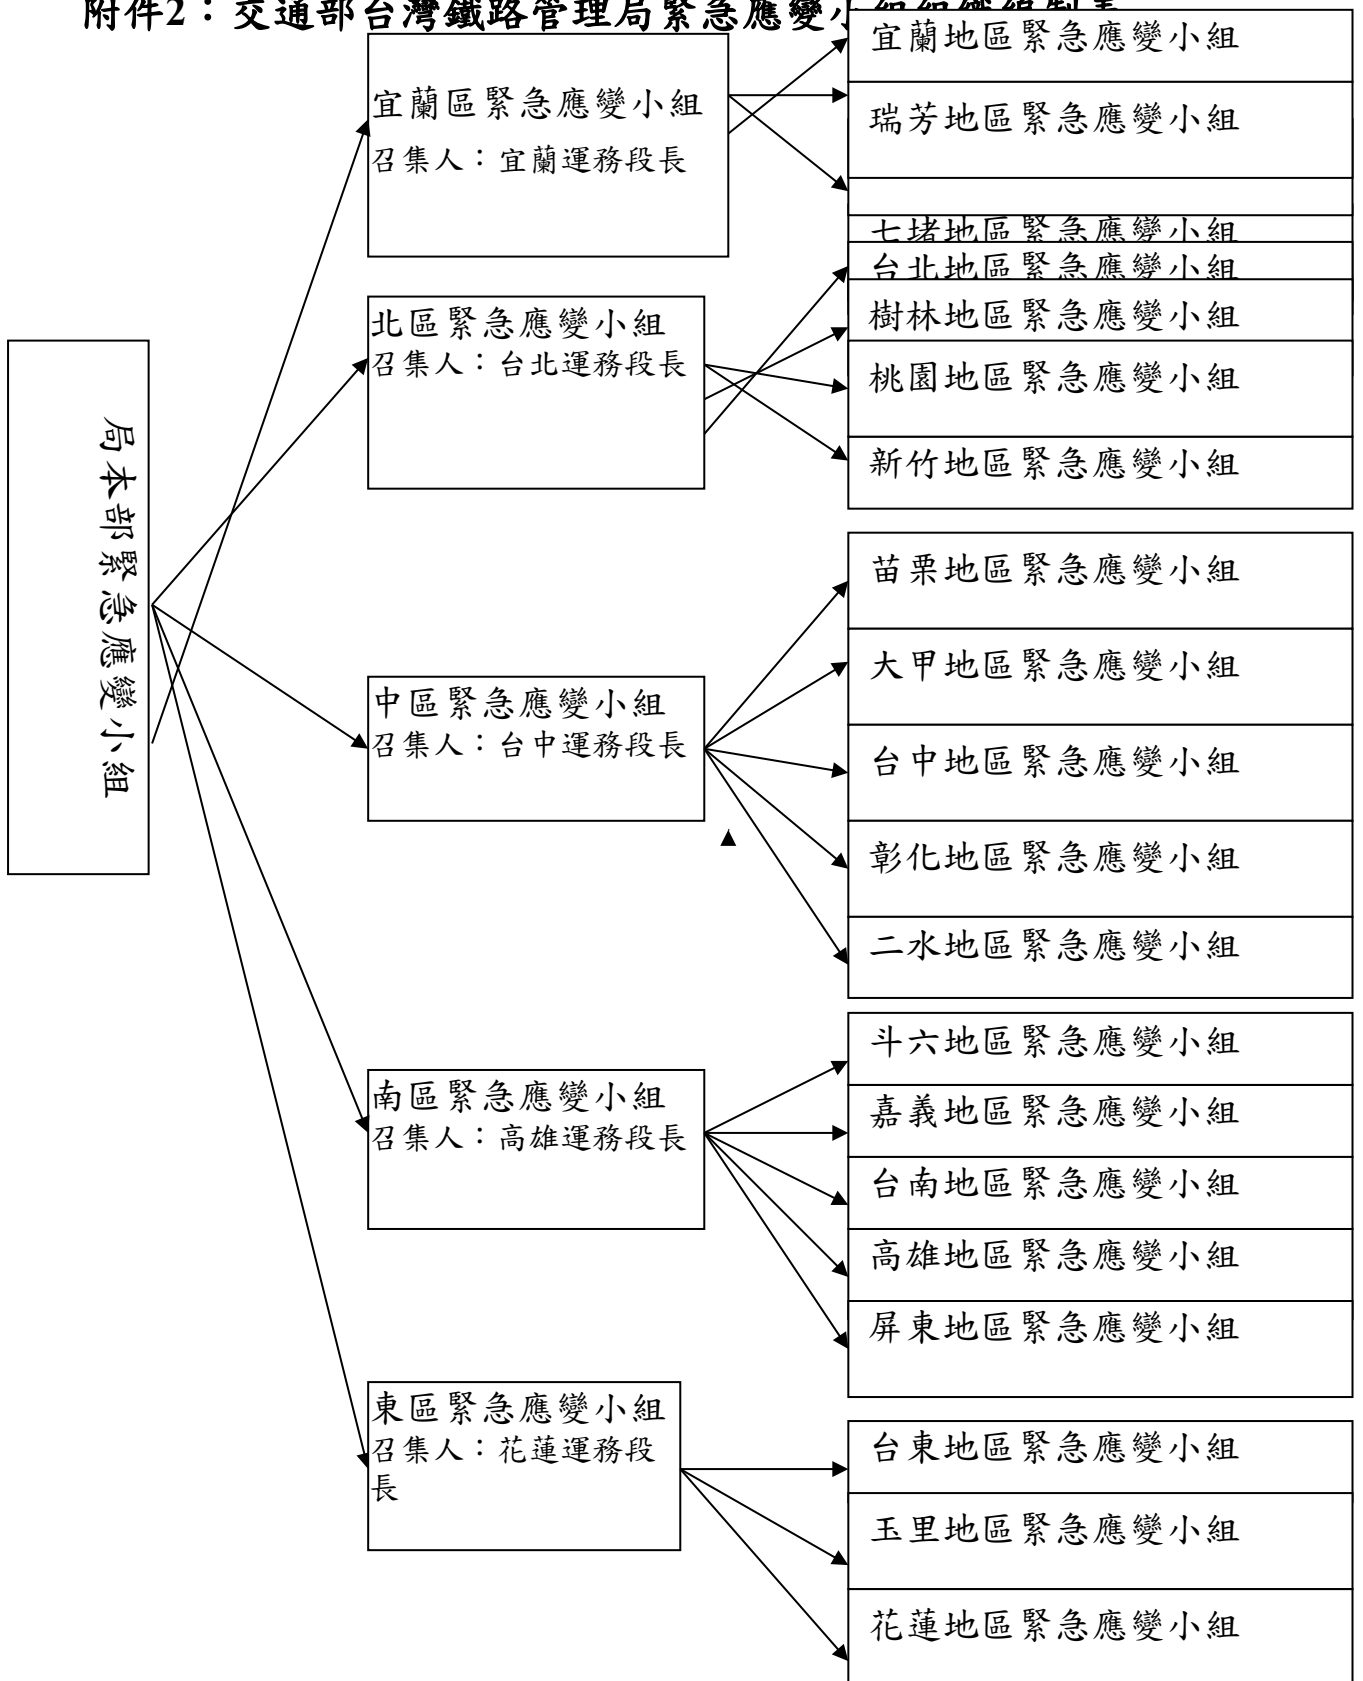 附件2：交通部台灣鐵路管理局緊急應變小組組織編制表
局本部緊急應變小組
宜蘭區緊急應變小組
召集人：宜蘭運務段長
宜蘭地區緊急應變小組
瑞芳地區緊急應變小組
七堵地區緊急應變小組
北區緊急應變小組
召集人：台北運務段長
台北地區緊急應變小組
樹林地區緊急應變小組
桃園地區緊急應變小組
新竹地區緊急應變小組
中區緊急應變小組
召集人：台中運務段長
苗栗地區緊急應變小組
大甲地區緊急應變小組
台中地區緊急應變小組
彰化地區緊急應變小組
二水地區緊急應變小組
南區緊急應變小組
召集人：高雄運務段長
斗六地區緊急應變小組
嘉義地區緊急應變小組
台南地區緊急應變小組
高雄地區緊急應變小組
屏東地區緊急應變小組
東區緊急應變小組
召集人：花蓮運務段
長
台東地區緊急應變小組
玉里地區緊急應變小組
花蓮地區緊急應變小組